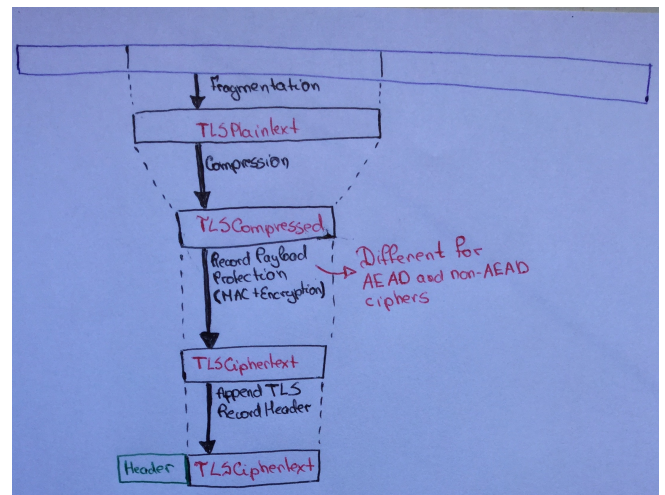 Fragmentation
TLSPlaintext
Compression
TLSCompressed
Record Payload
Protection
(MAC+Encryption)
Different for
AEAD and non-AEAD
ciphers
TLSCiphertext
Append TLS
Record Header
Header
TLSCiphertext